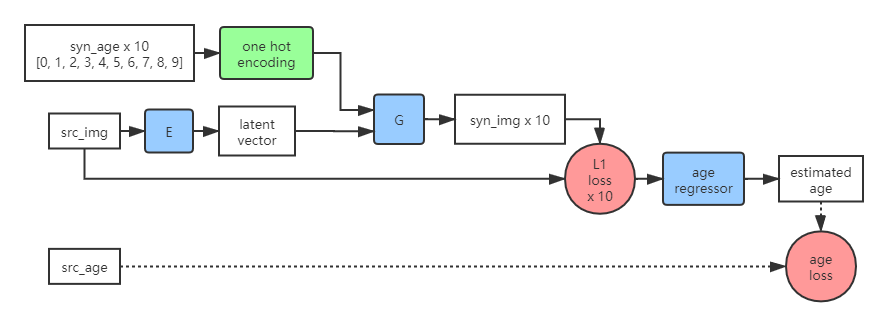 syn_age x 10
[0, 1, 2, 3, 4, 5, 6, 7, 8, 9]
one hot
encoding
src_img
E
latent
vector
G
syn_img x 10
L1
loss
x 10
age
regressor
estimated
age
src_age
age
loss